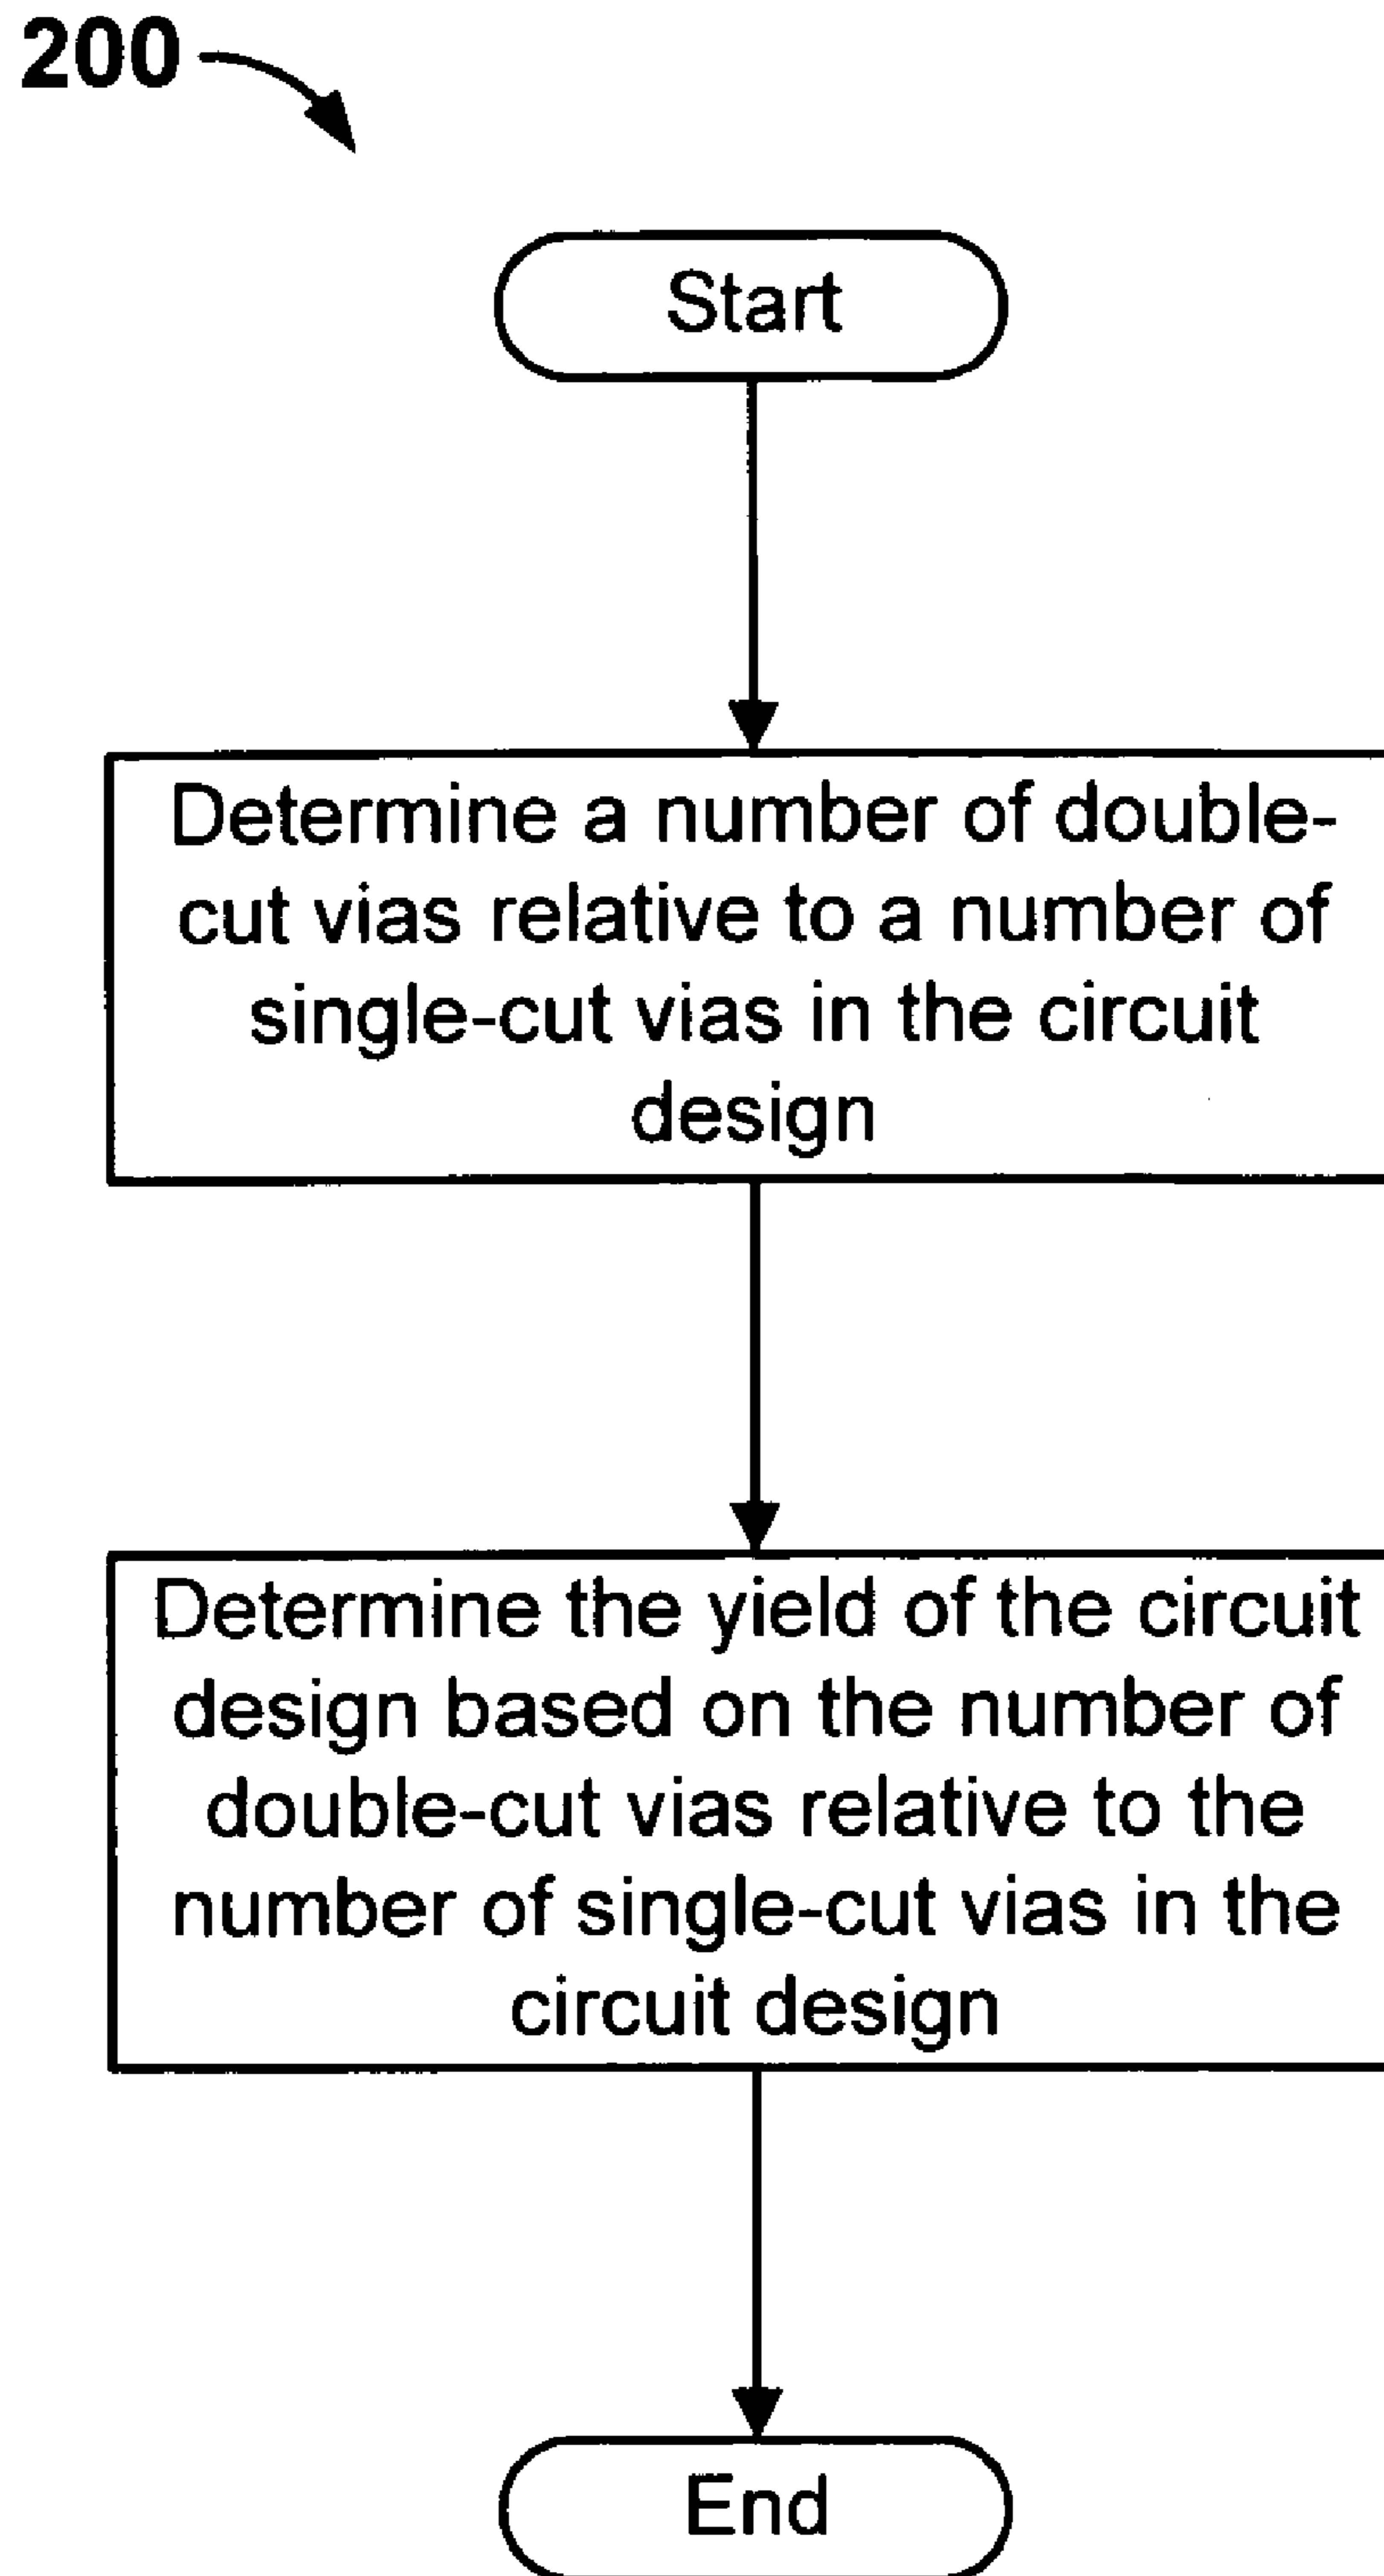 200
Start
Determine a number of double-
cut vias relative to a number of
single-cut vias in the circuit
design
Determine the yield of the circuit
design based on the number of
double-cut vias relative to the
number of single-cut vias in the
circuit design
End